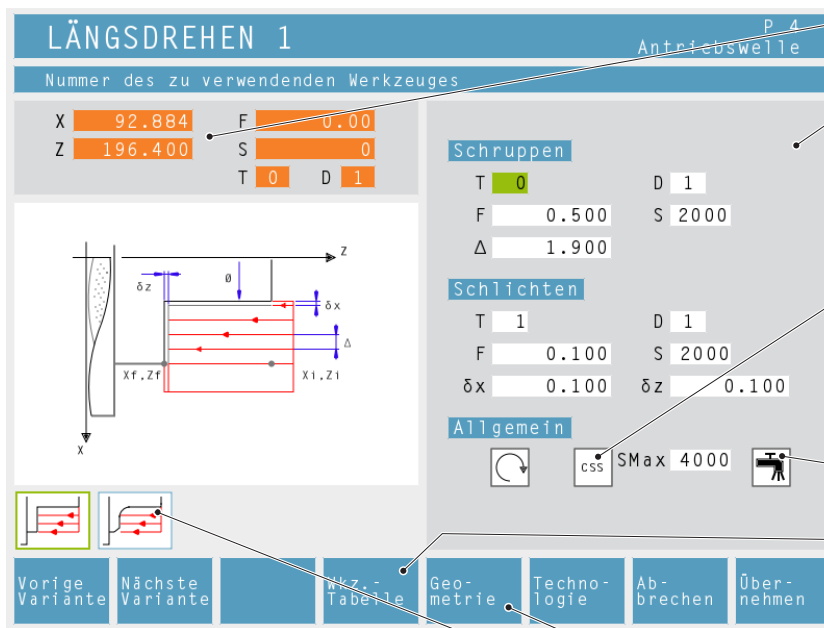 LÄNGSDREHEN 1
P 4
Antriebswelle
Nummer des zu verwendenden Werkzeuges
X 92.884 F 0.00
Z 196.400 S 0
T 0 D 1
Schruppen
T 0 D 1
F 0.500 S 2000
Δ 1.900
Schlichten
T 1 D 1
F 0.100 S 2000
δx 0.100 δz 0.100
Allgemein
CSS SMax 4000
Z
δz
Ø
δx
Δ
Xf,Zf
Xi,Zi
X
Vorige Variante
Nächste Variante
Wkz.-Tabelle
Geo-metrie
Techno-logie
Ab-brechen
Über-nehmen